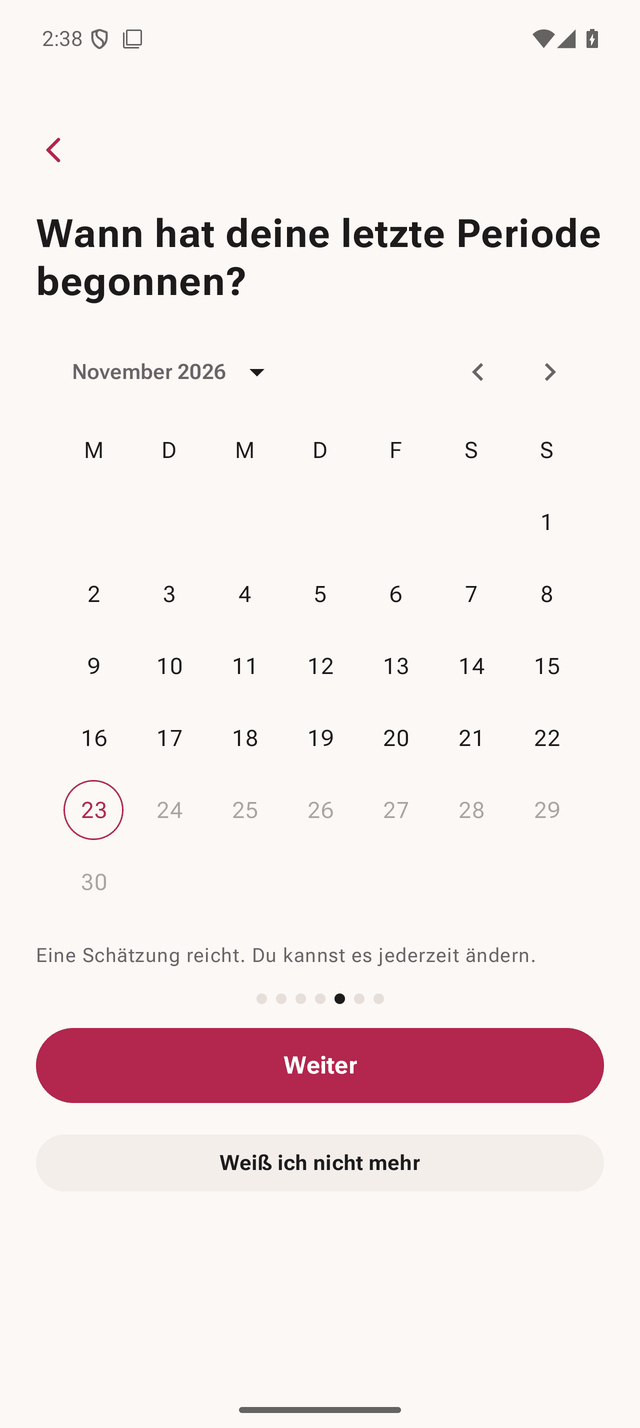 2:38
Wann hat deine letzte Periode
begonnen?
November 2026
M D M D F S S
1
2 3 4 5 6 7 8
9 10 11 12 13 14 15
16 17 18 19 20 21 22
23 24 25 26 27 28 29
30
Eine Schätzung reicht. Du kannst es jederzeit ändern.
Weiter
Weiß ich nicht mehr